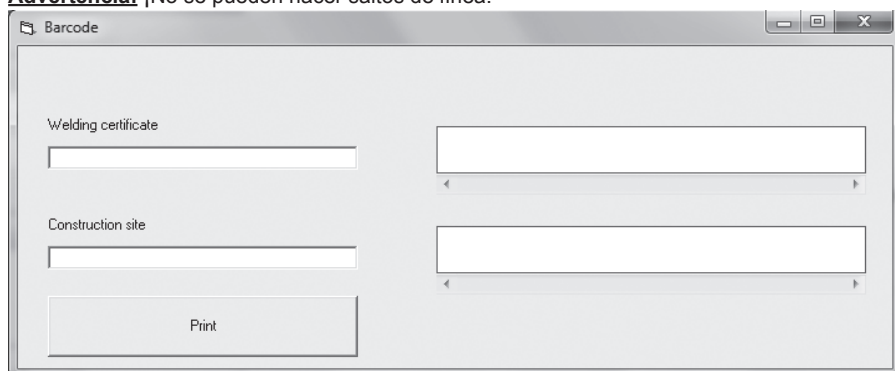 Advertencia: ¡No se pueden hacer saltos de línea!
Barcode
Welding certificate
Construction site
Print